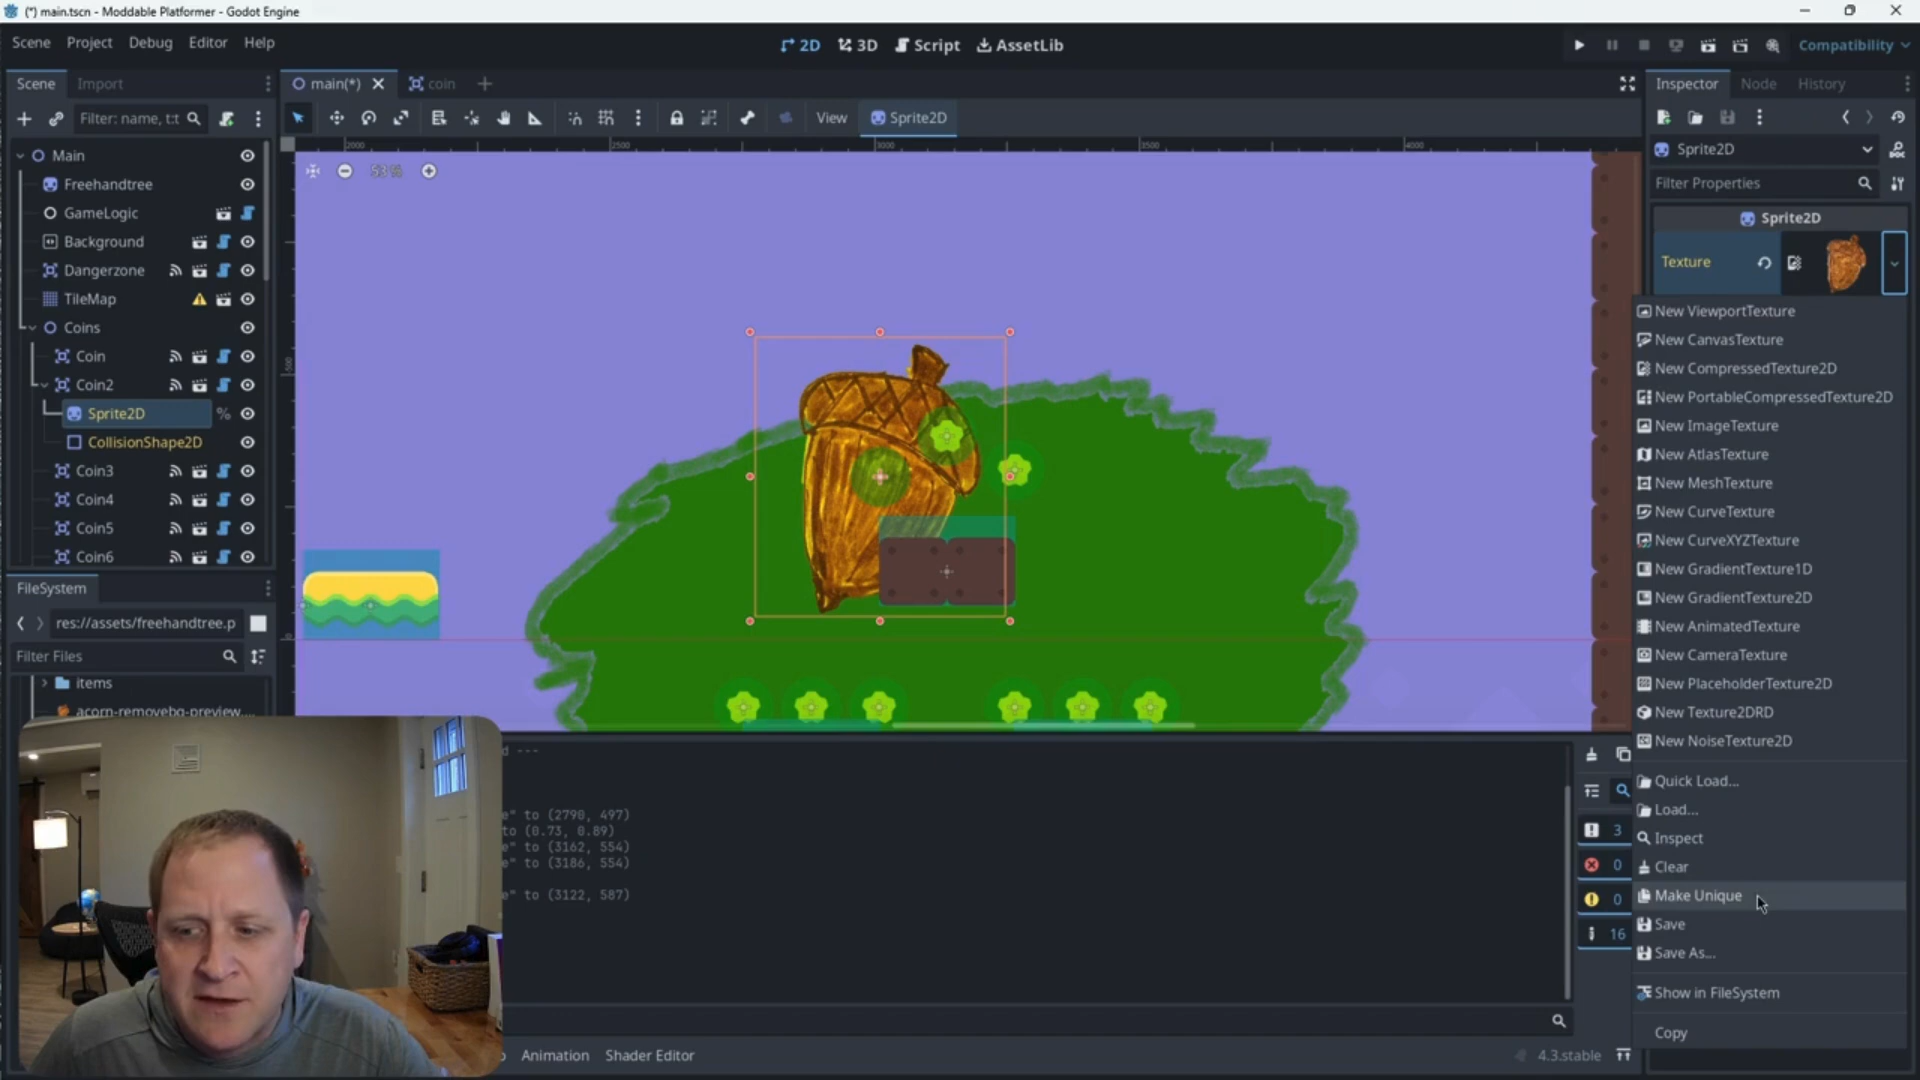 (*) main.tscn - Moddable Platformer - Godot Engine
Scene Project Debug Editor Help
2D 3D Script AssetLib
Compatibility
Scene Import
main(*) coin
Inspector Node History
Filter: name, t:t
View Sprite2D
2000 2500 3000 3500 4000
53 %
Main
Freehandtree
GameLogic
Background
Dangerzone
TileMap
Coins
Coin
Coin2
Sprite2D %
CollisionShape2D
Coin3
Coin4
Coin5
Coin6
FileSystem
res://assets/freehandtree.p
Filter Files
items
acorn-removebg-preview....
Sprite2D
Filter Properties
Sprite2D
Texture
New ViewportTexture
New CanvasTexture
New CompressedTexture2D
New PortableCompressedTexture2D
New ImageTexture
New AtlasTexture
New MeshTexture
New CurveTexture
New CurveXYZTexture
New GradientTexture1D
New GradientTexture2D
New AnimatedTexture
New CameraTexture
New PlaceholderTexture2D
New Texture2DRD
New NoiseTexture2D
Quick Load...
Load...
Inspect
Clear
Make Unique
Save
Save As...
Show in FileSystem
Copy
d ---
e" to (2790, 497)
to (0.73, 0.89)
e" to (3162, 554)
e" to (3186, 554)
e" to (3122, 587)
3
0
0
16
Animation Shader Editor
4.3.stable